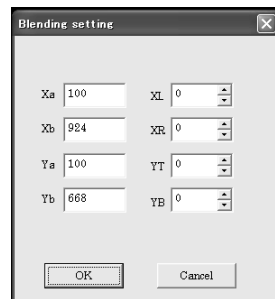 Blending setting
Xa 100 XL 0
Xb 924 XR 0
Ya 100 YT 0
Yb 668 YB 0
OK Cancel